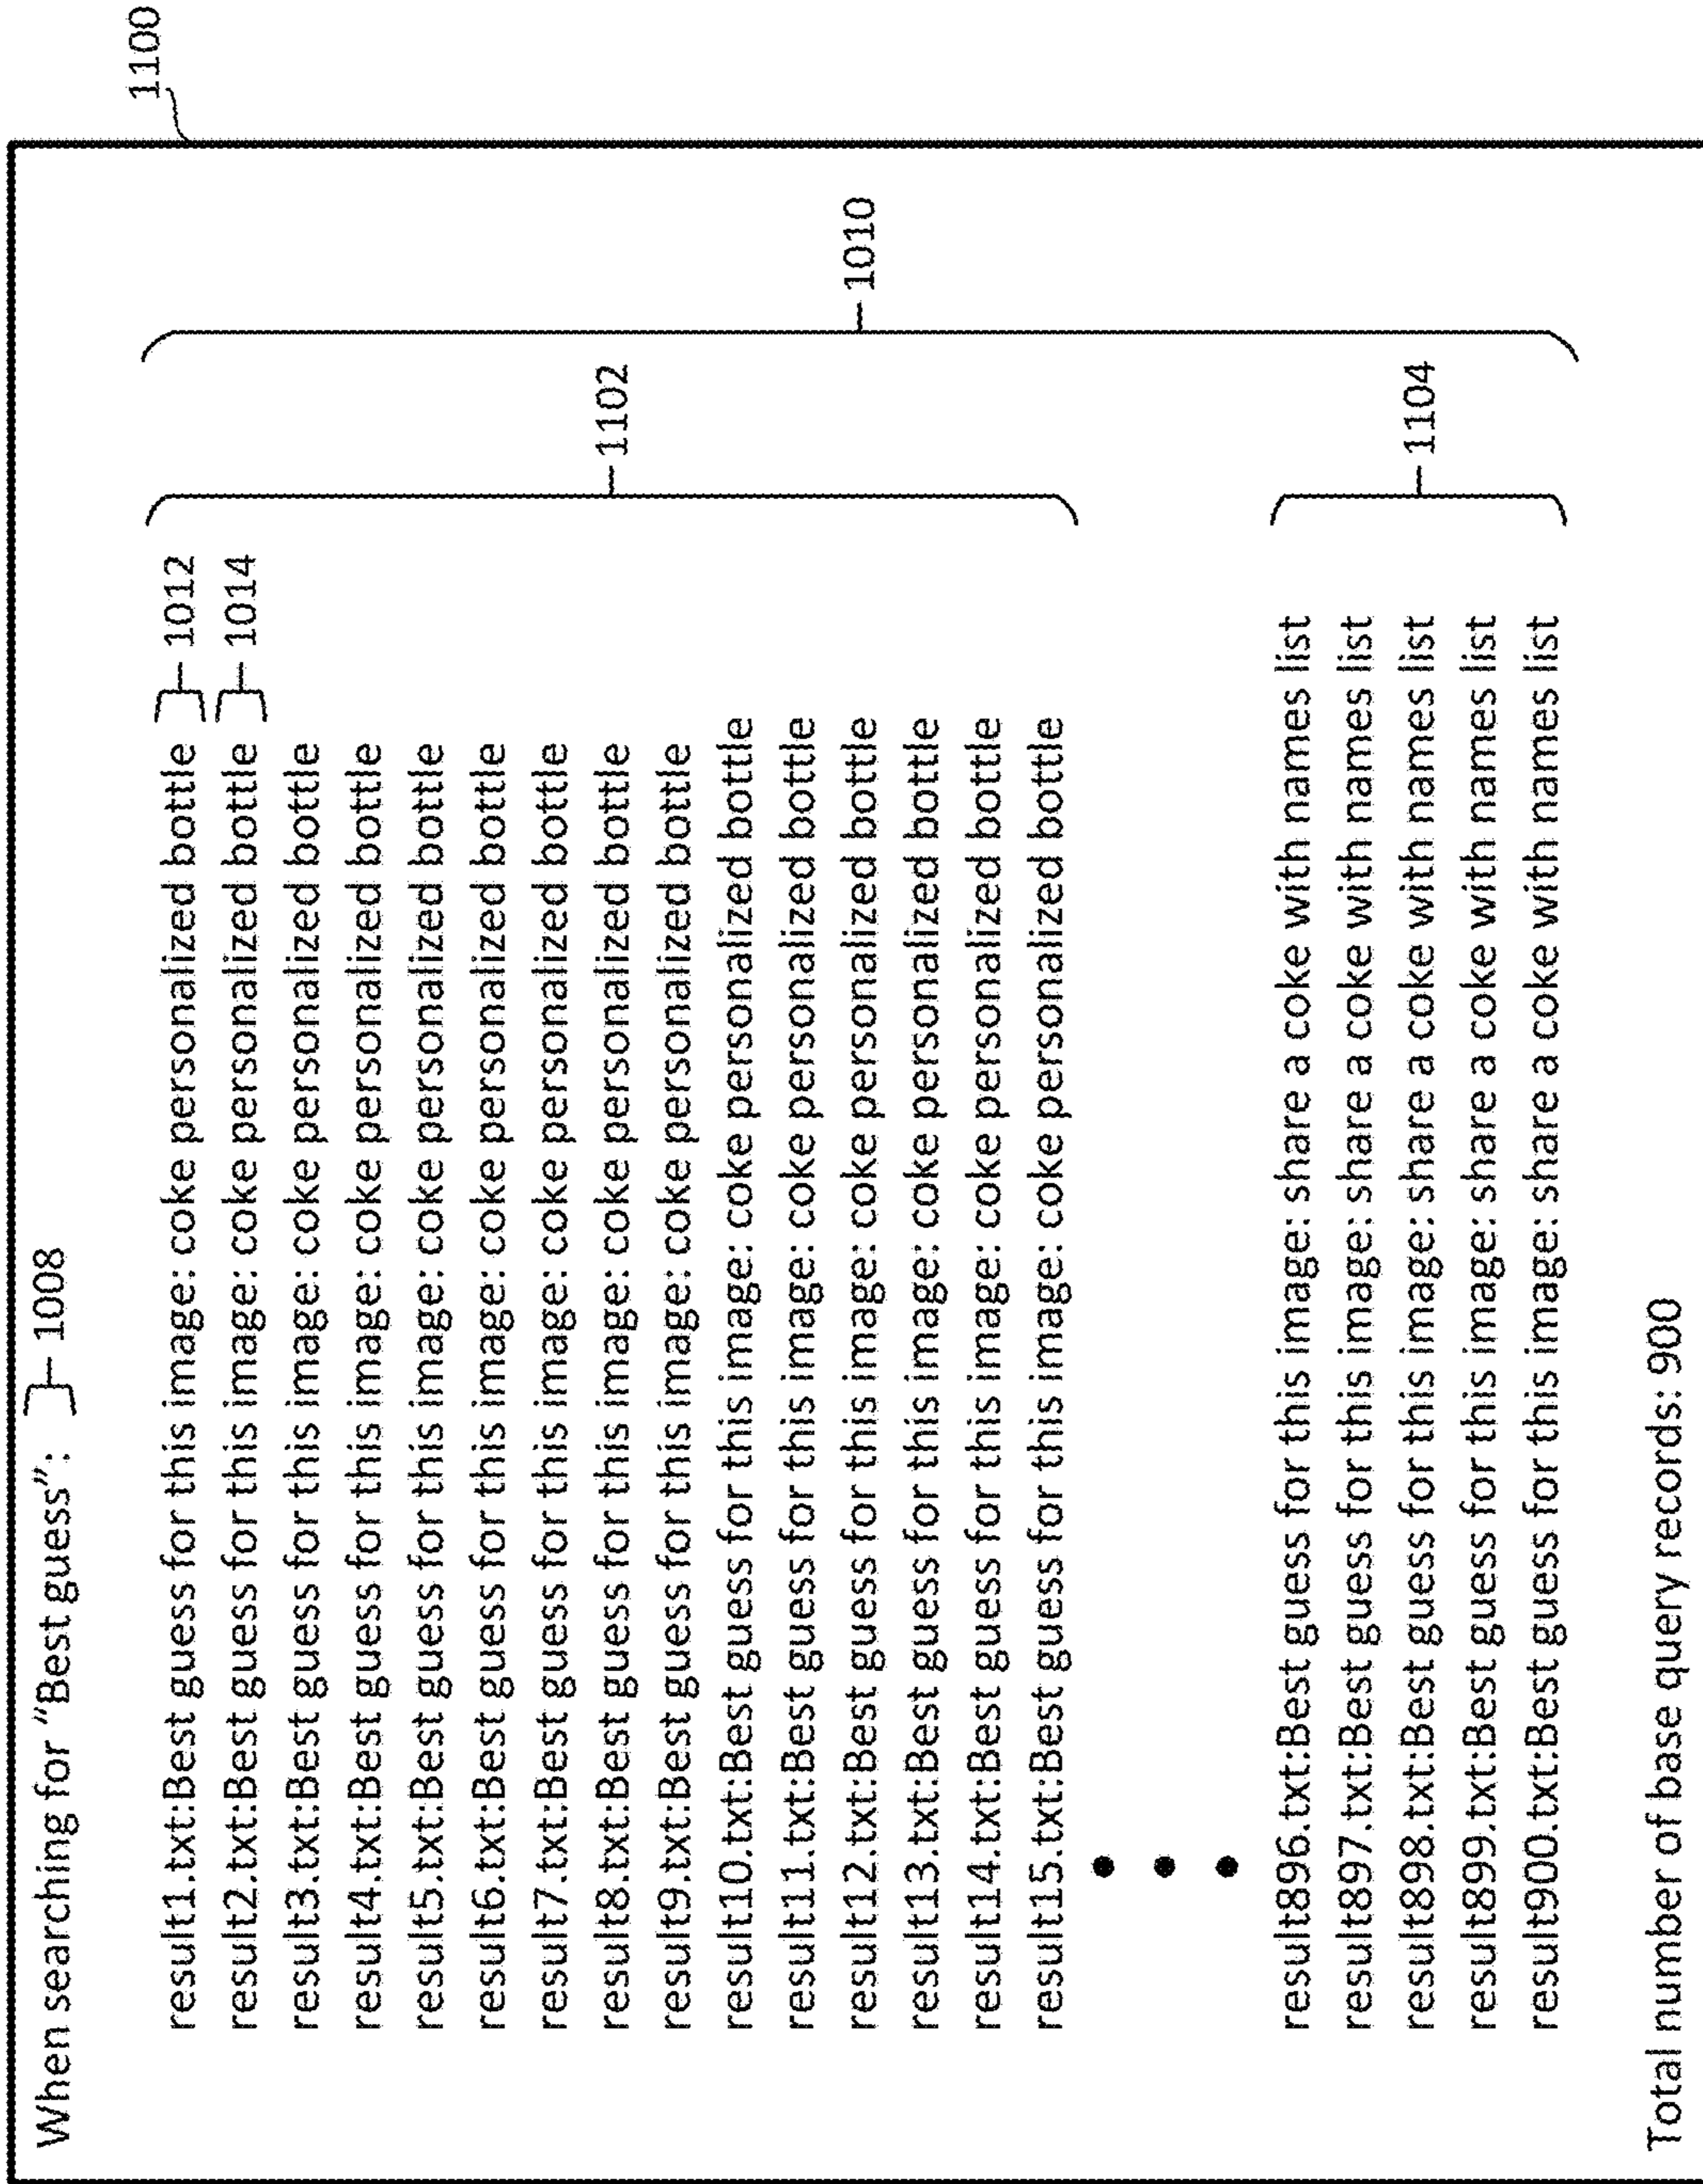 1100
When searching for "Best guess": 1008
result1.txt:Best guess for this image: coke personalized bottle 1012
result2.txt:Best guess for this image: coke personalized bottle 1014
result3.txt:Best guess for this image: coke personalized bottle
result4.txt:Best guess for this image: coke personalized bottle
result5.txt:Best guess for this image: coke personalized bottle
result6.txt:Best guess for this image: coke personalized bottle
result7.txt:Best guess for this image: coke personalized bottle
result8.txt:Best guess for this image: coke personalized bottle
result9.txt:Best guess for this image: coke personalized bottle
result10.txt:Best guess for this image: coke personalized bottle
result11.txt:Best guess for this image: coke personalized bottle
result12.txt:Best guess for this image: coke personalized bottle
result13.txt:Best guess for this image: coke personalized bottle
result14.txt:Best guess for this image: coke personalized bottle
result15.txt:Best guess for this image: coke personalized bottle
1102
1010
result896.txt:Best guess for this image: share a coke with names list
result897.txt:Best guess for this image: share a coke with names list
result898.txt:Best guess for this image: share a coke with names list
result899.txt:Best guess for this image: share a coke with names list
result900.txt:Best guess for this image: share a coke with names list
1104
Total number of base query records: 900